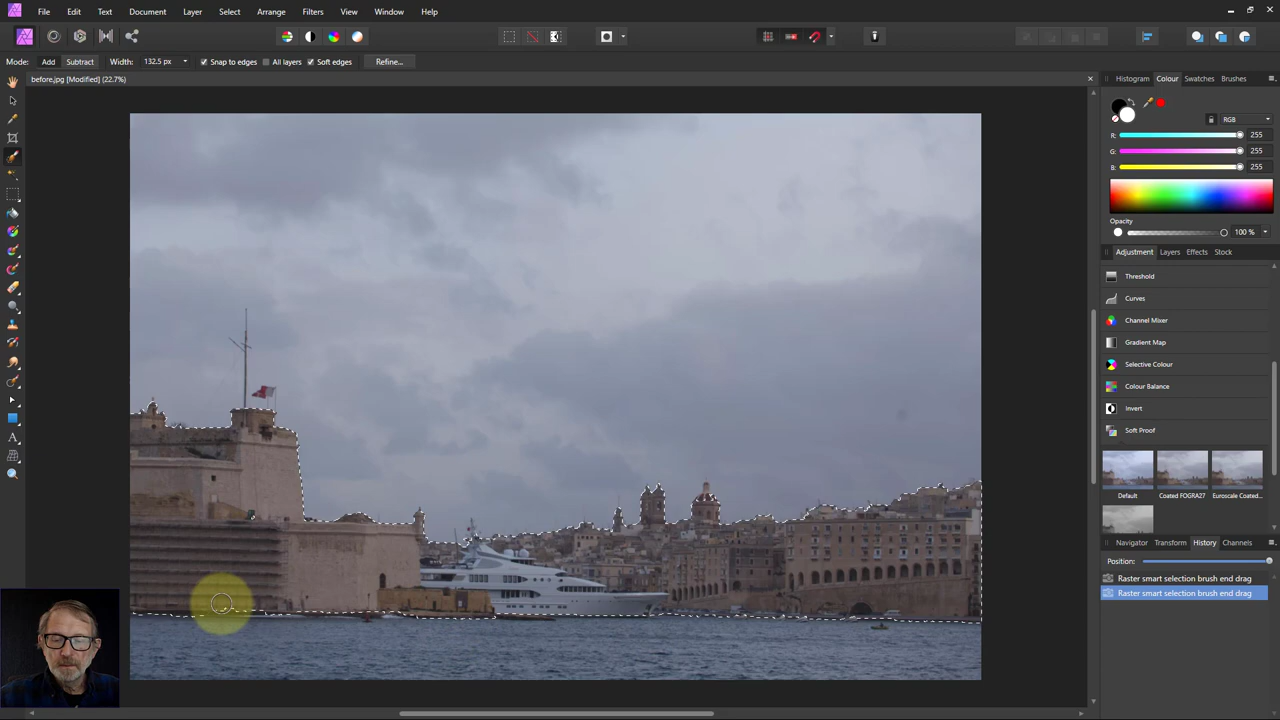 File Edit Text Document Layer Select Arrange Filters View Window Help
Mode: Add Subtract Width: 132.5 px Snap to edges All layers Soft edges Refine...
before.jpg [Modified] (22.7%)
Histogram Colour Swatches Brushes
RGB
R: 255
G: 255
B: 255
Opacity
100 %
Adjustment Layers Effects Stock
Threshold
Curves
Channel Mixer
Gradient Map
Selective Colour
Colour Balance
Invert
Soft Proof
Default Coated FOGRA27 Euroscale Coated...
Navigator Transform History Channels
Position:
Raster smart selection brush end drag
Raster smart selection brush end drag